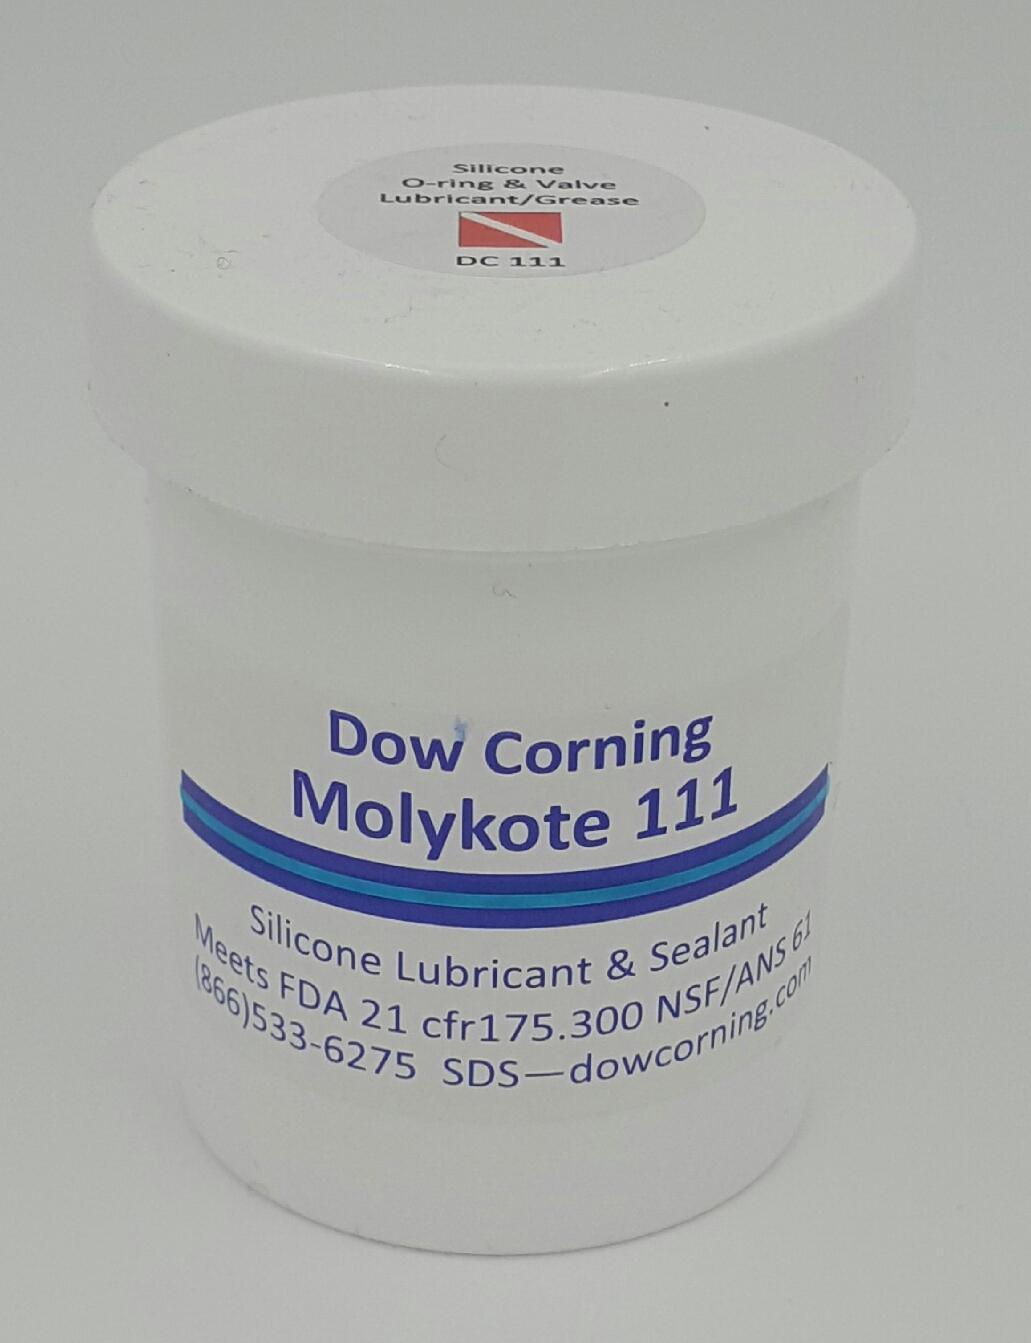 Silicone
O-ring & Valve
Lubricant/Grease
DC 111
Dow Corning
Molykote 111
Silicone Lubricant & Sealant
Meets FDA 21 cfr175.300 NSF/ANS 61
(866)533-6275 SDS—dowcorning.com